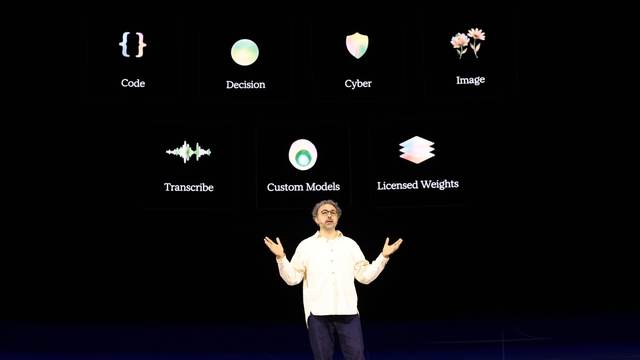 Code
Decision
Cyber
Image
Transcribe
Custom Models
Licensed Weights